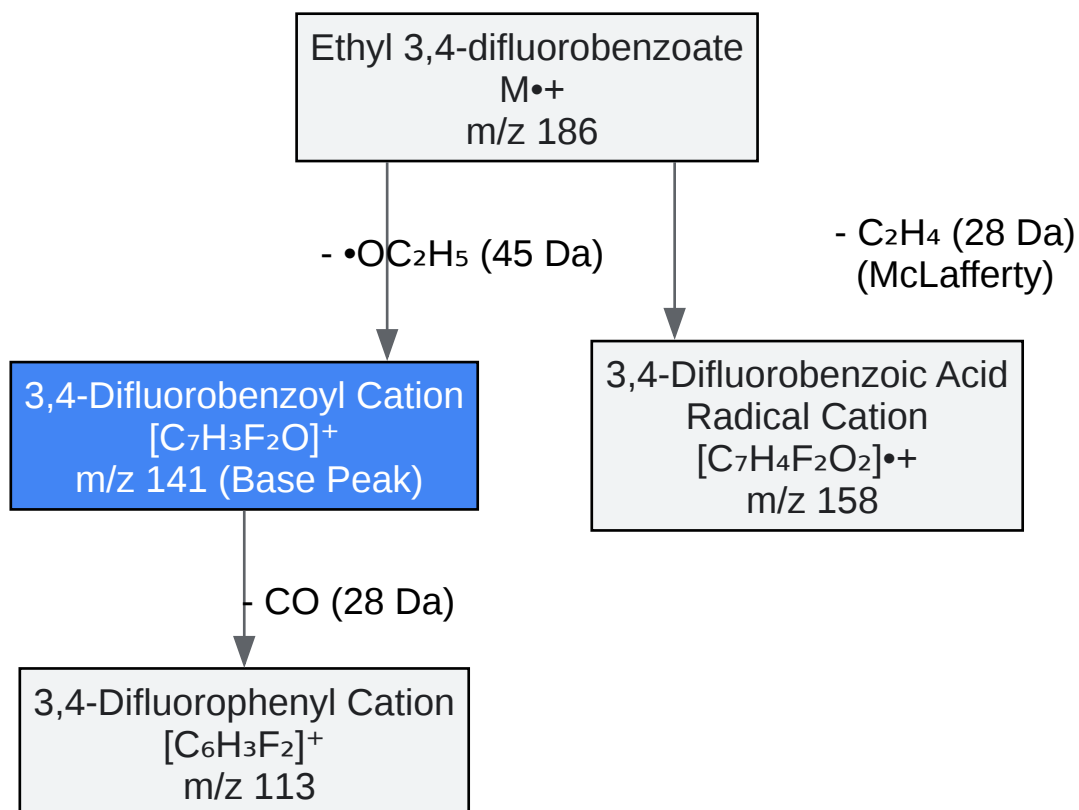 Ethyl 3,4-difluorobenzoate
M•+
m/z 186
- •OC₂H₅ (45 Da)
- C₂H₄ (28 Da)
(McLafferty)
3,4-Difluorobenzoyl Cation
[C₇H₃F₂O]⁺
m/z 141 (Base Peak)
3,4-Difluorobenzoic Acid
Radical Cation
[C₇H₄F₂O₂]•+
m/z 158
- CO (28 Da)
3,4-Difluorophenyl Cation
[C₆H₃F₂]⁺
m/z 113